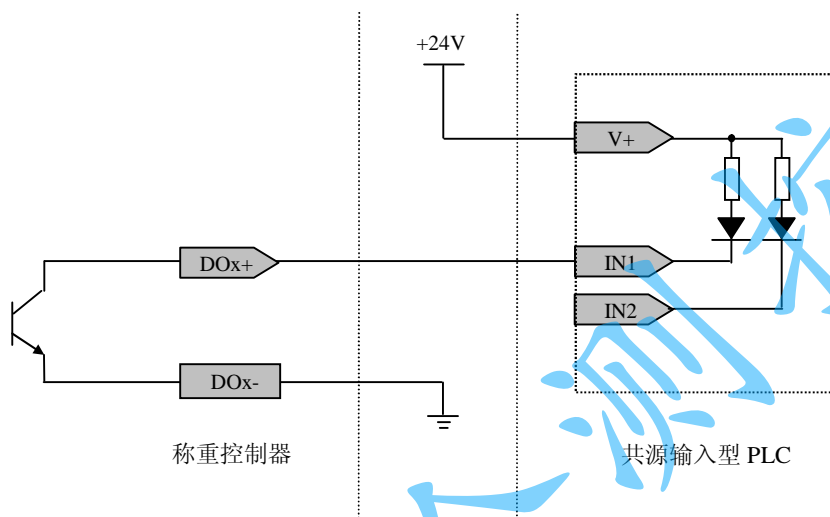 +24V
V+
DOx+
IN1
IN2
DOx-
称重控制器
共源输入型 PLC